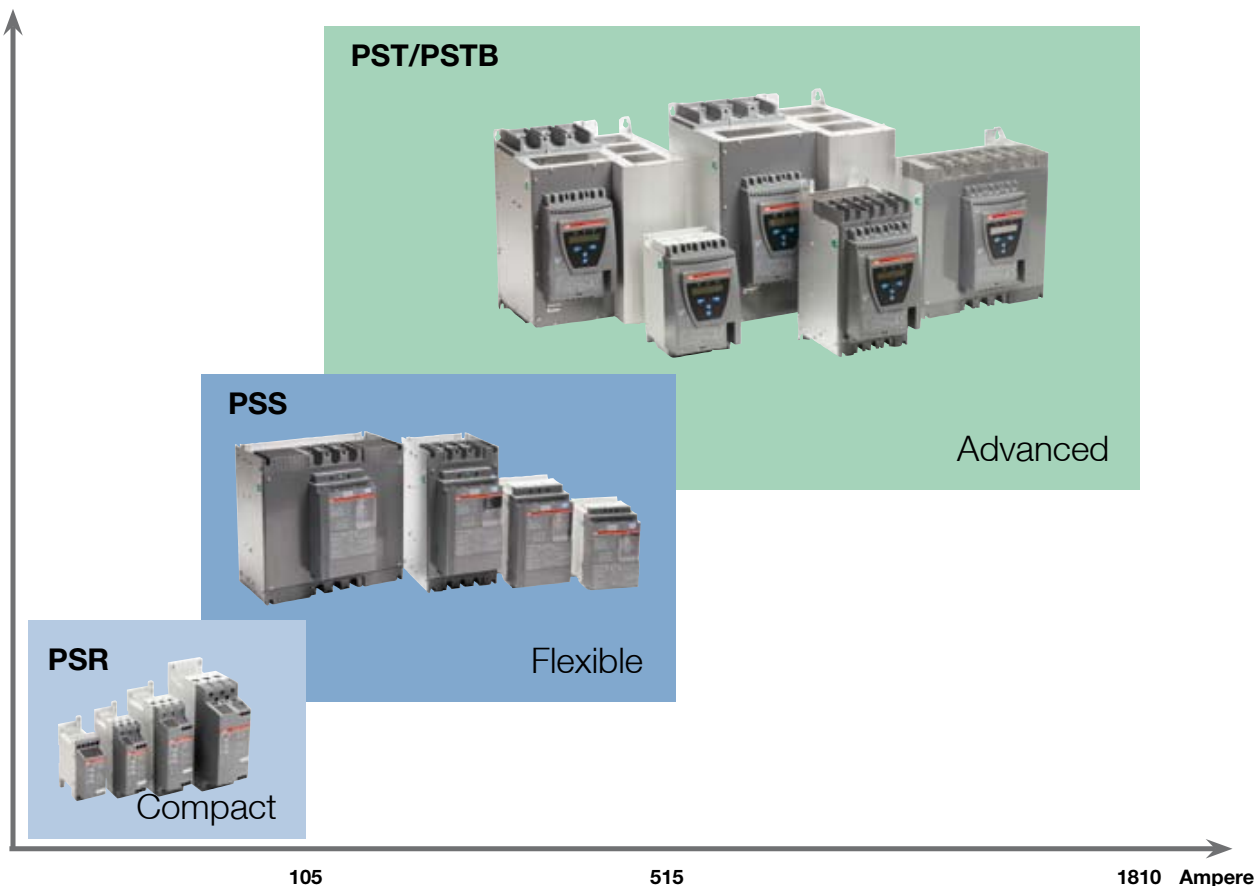 PST/PSTB
Advanced
PSS
Flexible
PSR
Compact
105 515 1810 Ampere